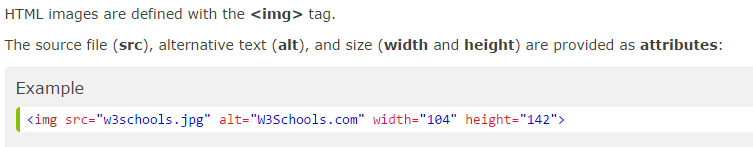 HTML images are defined with the <img> tag.
The source file (src), alternative text (alt), and size (width and height) are provided as attributes:
Example
<img src="w3schools.jpg" alt="W3Schools.com" width="104" height="142">